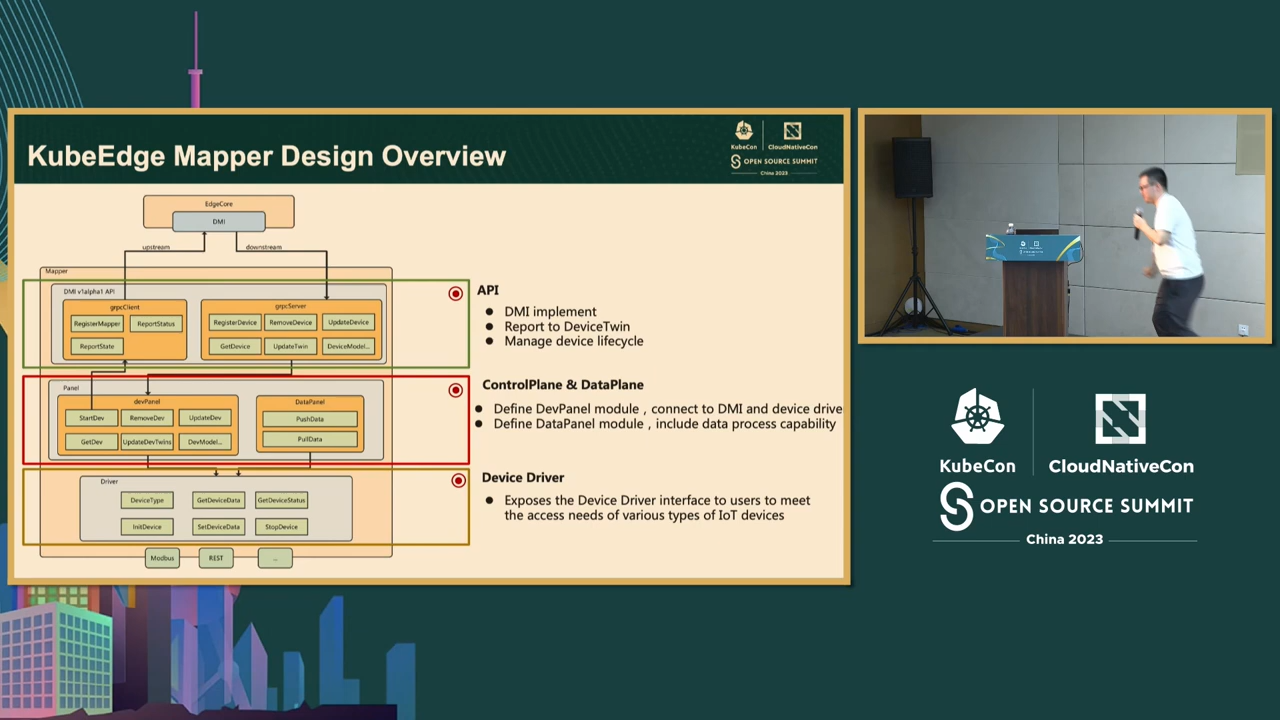 KubeEdge Mapper Design Overview
KubeCon
CloudNativeCon
OPEN SOURCE SUMMIT
China 2023
EdgeCore
DMI
upstream
downstream
Mapper
DMI v1alpha1 API
grpcClient
RegisterMapper
ReportStatus
ReportState
grpcServer
RegisterDevice
RemoveDevice
UpdateDevice
GetDevice
UpdateTwin
DeviceModel...
API
● DMI implement
● Report to DeviceTwin
● Manage device lifecycle
Panel
devPanel
StartDev
RemoveDev
UpdateDev
GetDev
UpdateDevTwins
DevModel...
DataPanel
PushData
PullData
ControlPlane & DataPlane
● Define DevPanel module , connect to DMI and device drive
● Define DataPanel module , include data process capability
Driver
DeviceType
GetDeviceData
GetDeviceStatus
InitDevice
SetDeviceData
StopDevice
Device Driver
● Exposes the Device Driver interface to users to meet
the access needs of various types of IoT devices
Modbus
REST
...
KubeCon
CloudNativeCon
OPEN SOURCE SUMMIT
China 2023